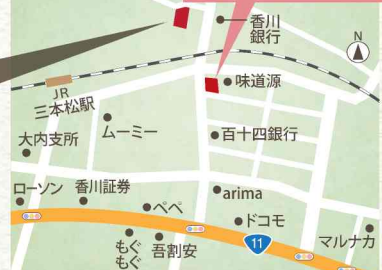 香川
銀行
N
味道源
JR
三本松駅
ムーミー
百十四銀行
大内支所
ローソン
香川証券
arima
ペペ
ドコモ
もぐ
もぐ
吾割安
11
マルナカ